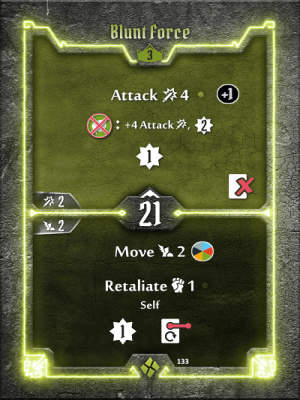 Blunt Force
3
Attack 4 +1
: +4 Attack , 2
1
2
21
2
Move 2
Retaliate 1
Self
1
133